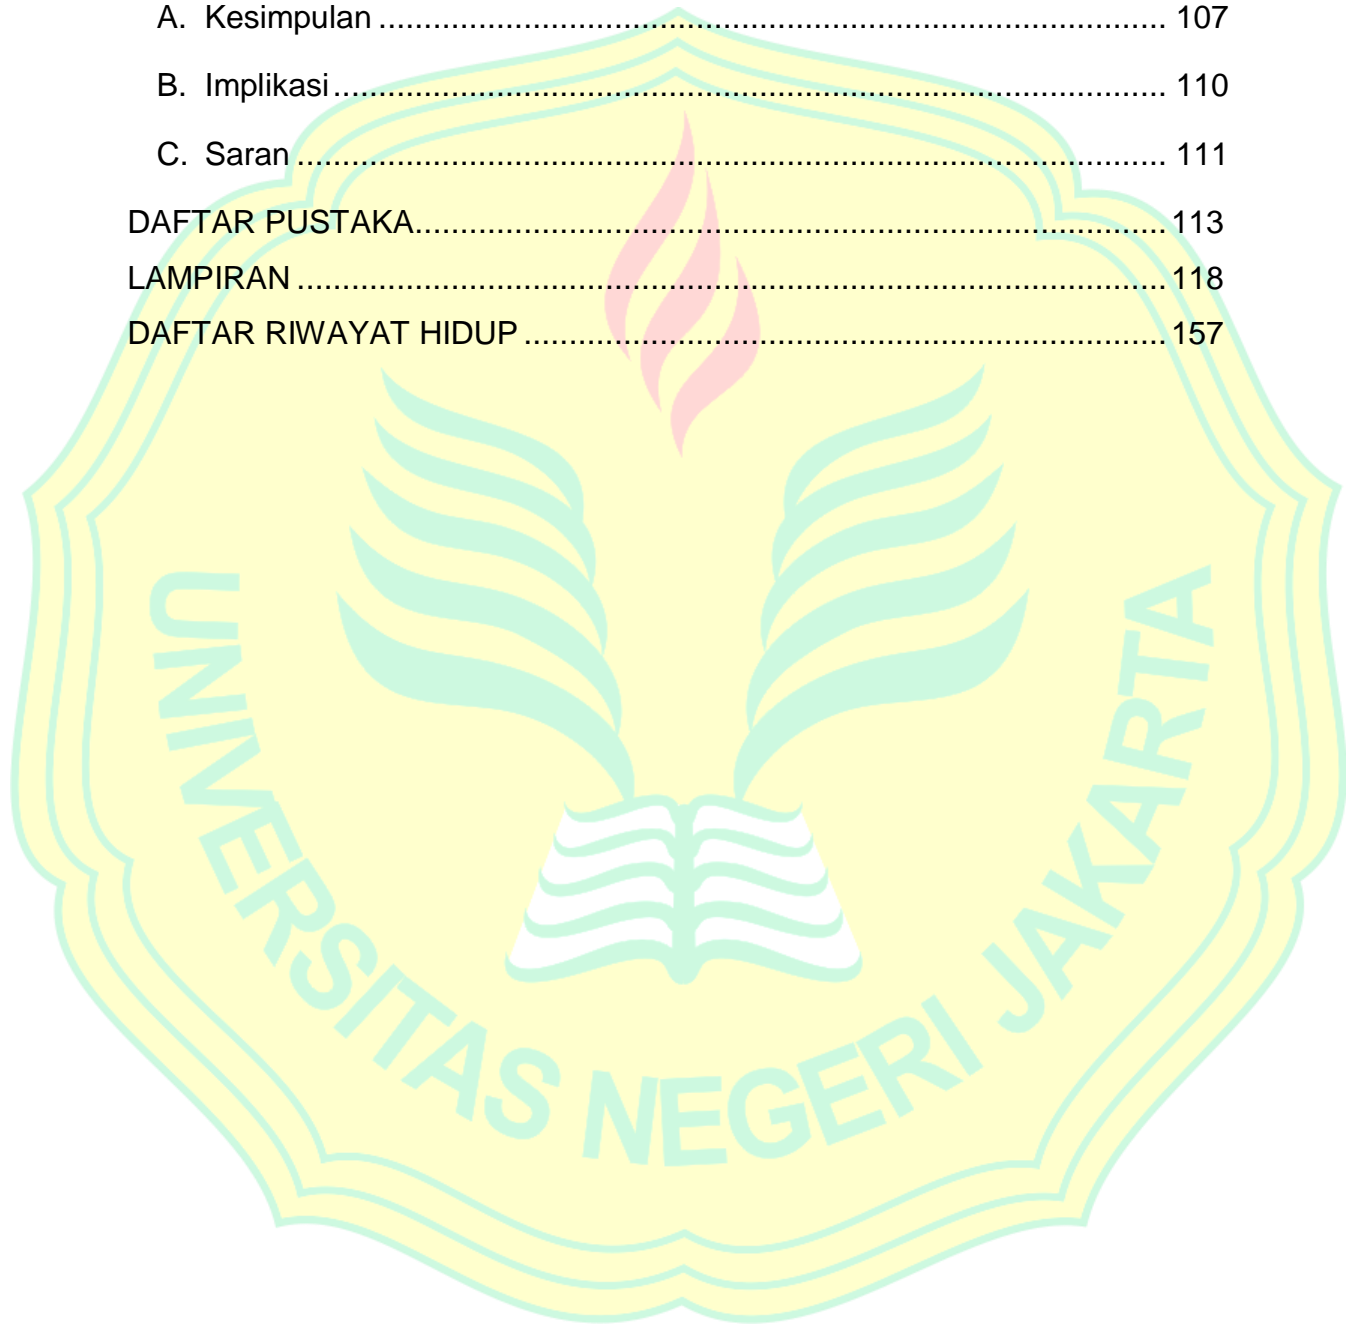 A. Kesimpulan ........................................................................................ 107
B. Implikasi ............................................................................................. 110
C. Saran ................................................................................................. 111
DAFTAR PUSTAKA.................................................................................... 113
LAMPIRAN ................................................................................................. 118
DAFTAR RIWAYAT HIDUP ........................................................................ 157
UNIVERSITAS NEGERI JAKARTA